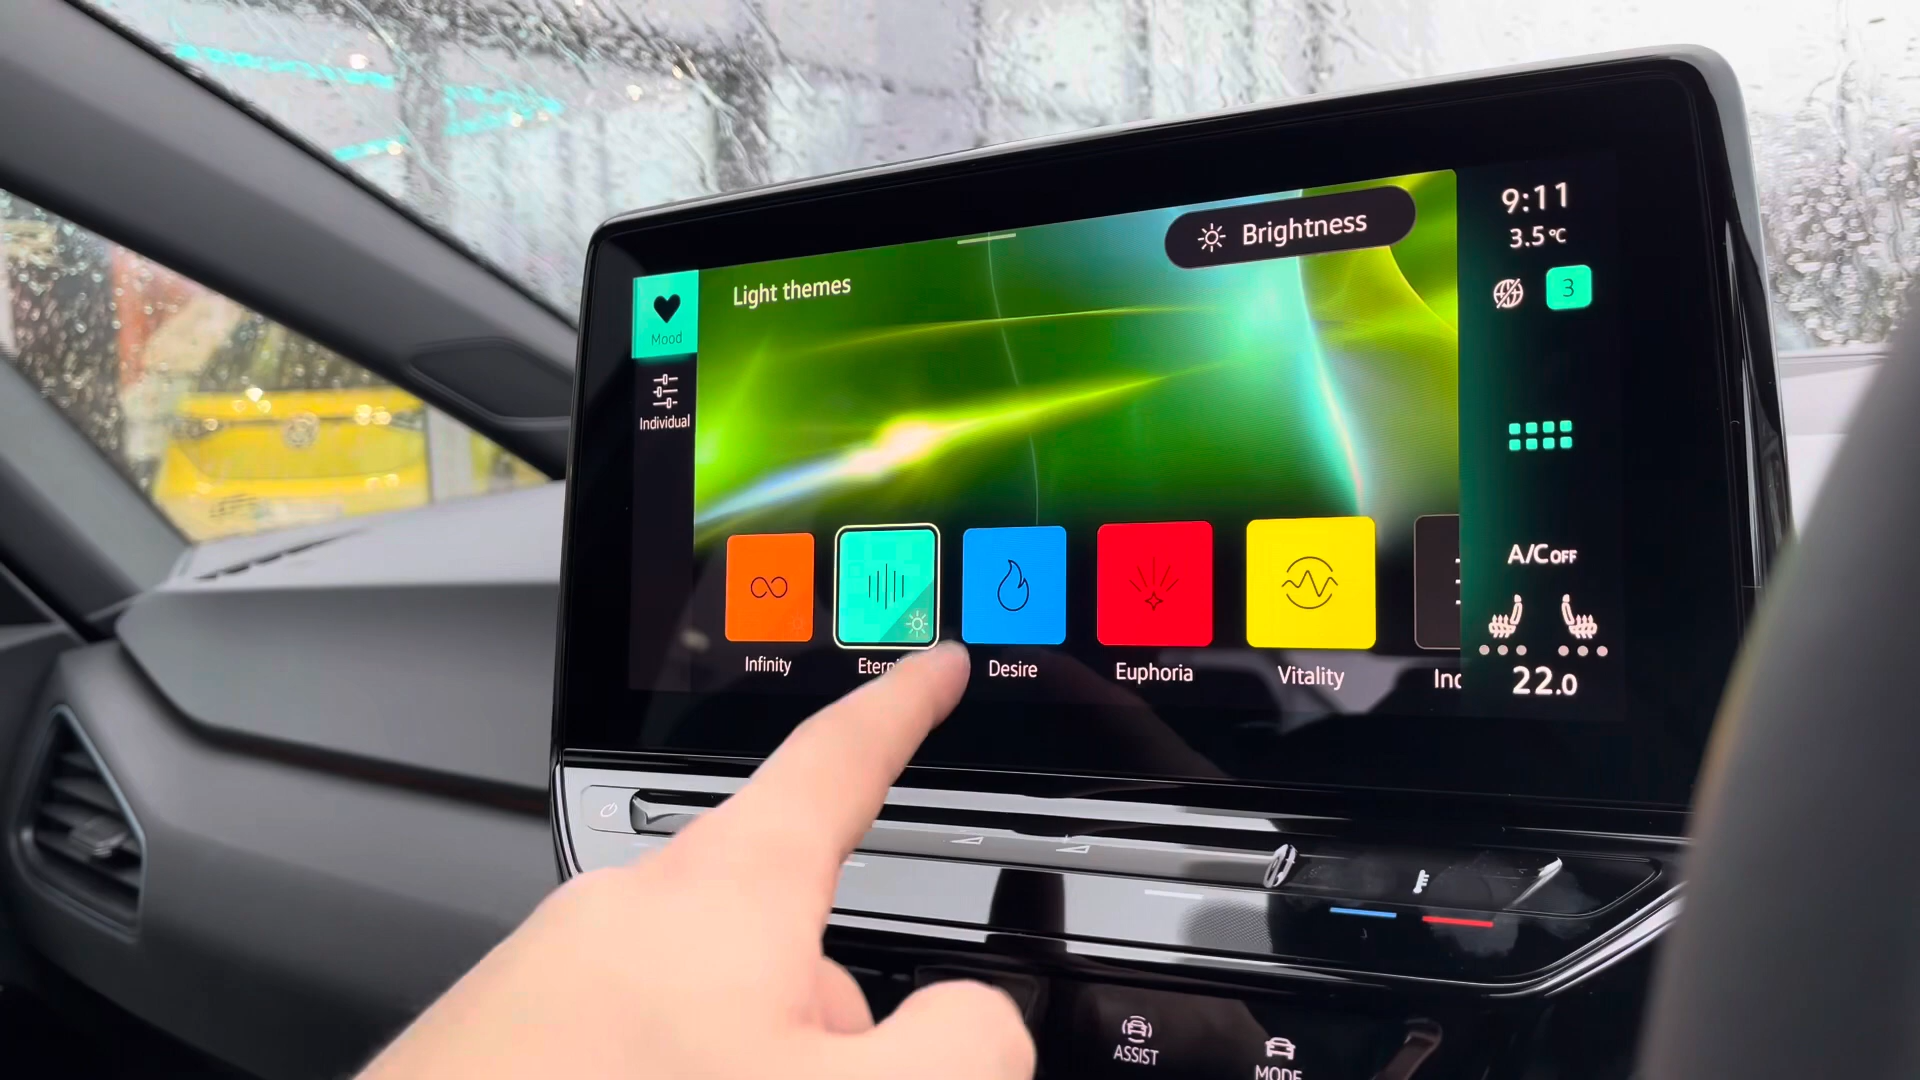 9:11
3.5°C
3
Brightness
Light themes
Mood
Individual
Infinity
Desire
Euphoria
Vitality
A/C OFF
22.0
ASSIST
MODE